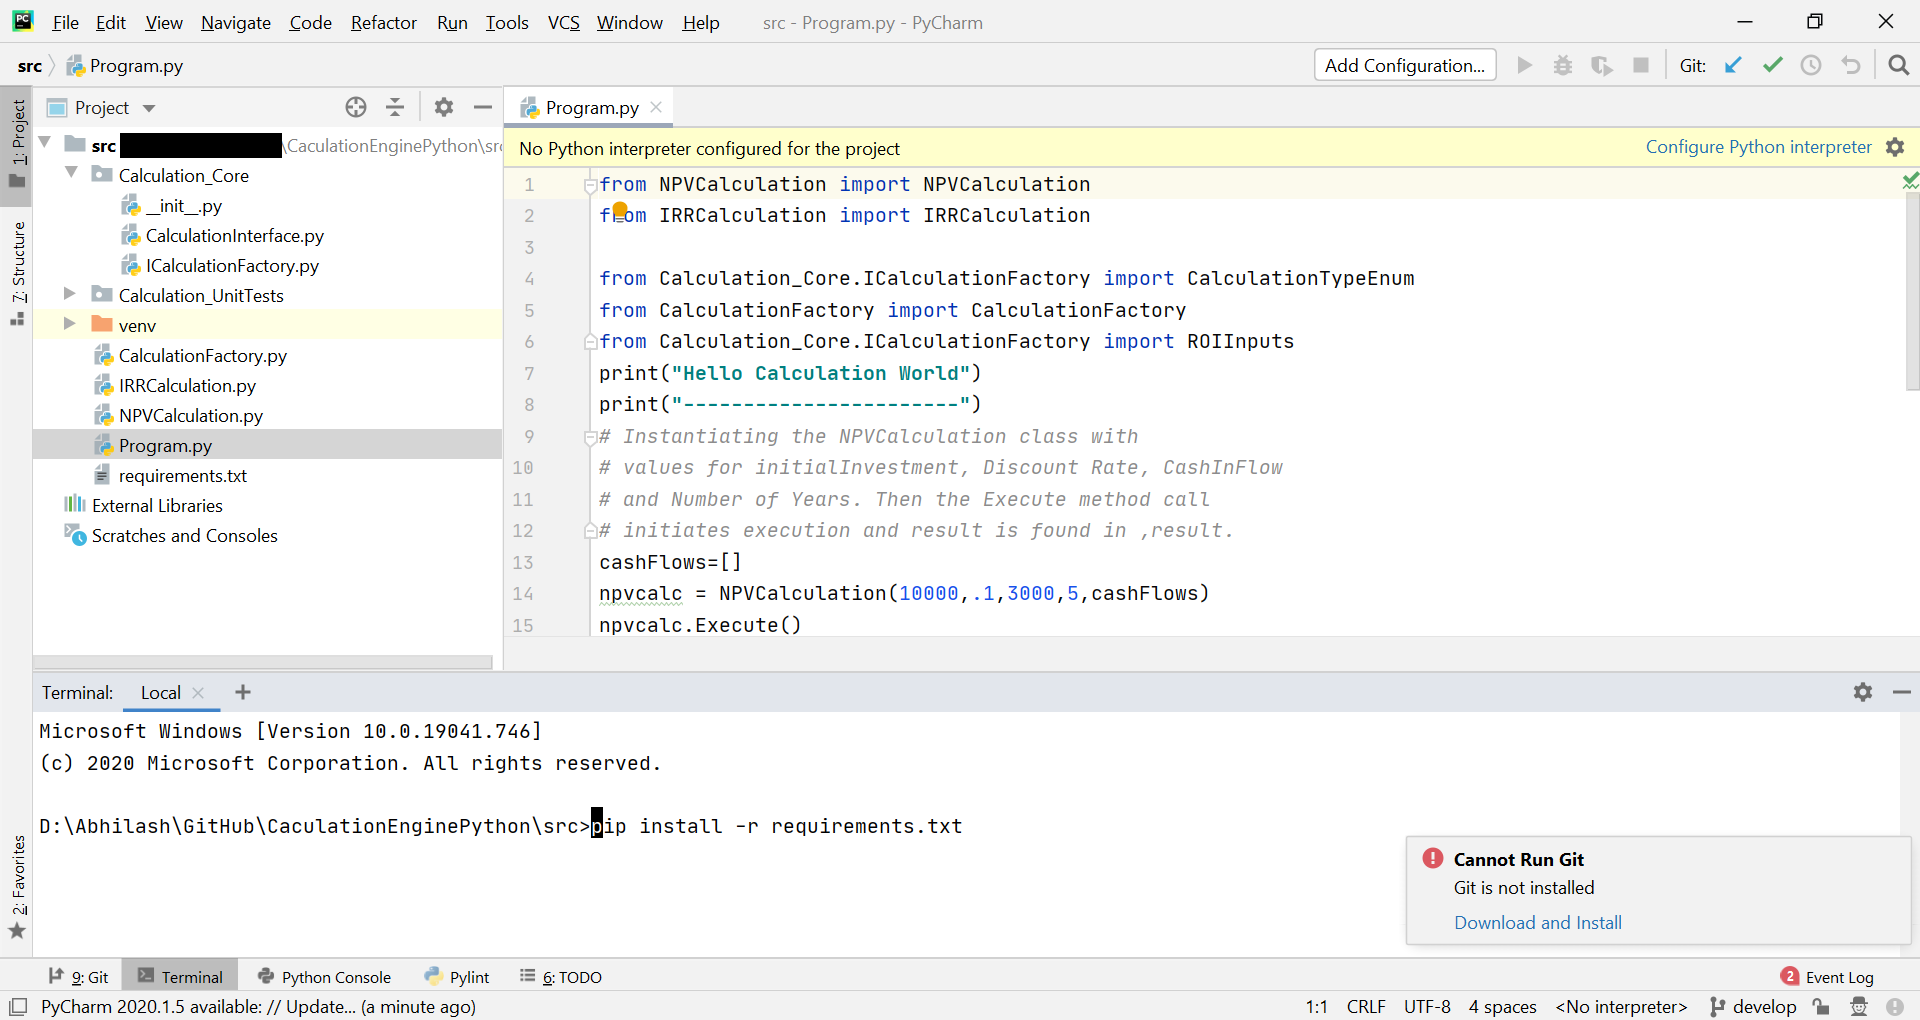 PC File Edit View Navigate Code Refactor Run Tools VCS Window Help src - Program.py - PyCharm
src Program.py Add Configuration... Git:
1: Project
7: Structure
2: Favorites
Project
src \CaculationEnginePython\src
Calculation_Core
__init__.py
CalculationInterface.py
ICalculationFactory.py
Calculation_UnitTests
venv
CalculationFactory.py
IRRCalculation.py
NPVCalculation.py
Program.py
requirements.txt
External Libraries
Scratches and Consoles
Program.py
No Python interpreter configured for the project Configure Python interpreter
1 from NPVCalculation import NPVCalculation
2 from IRRCalculation import IRRCalculation
3
4 from Calculation_Core.ICalculationFactory import CalculationTypeEnum
5 from CalculationFactory import CalculationFactory
6 from Calculation_Core.ICalculationFactory import ROIInputs
7 print("Hello Calculation World")
8 print("-----------------------")
9 # Instantiating the NPVCalculation class with
10 # values for initialInvestment, Discount Rate, CashInFlow
11 # and Number of Years. Then the Execute method call
12 # initiates execution and result is found in ,result.
13 cashFlows=[]
14 npvcalc = NPVCalculation(10000,.1,3000,5,cashFlows)
15 npvcalc.Execute()
Terminal: Local +
Microsoft Windows [Version 10.0.19041.746]
(c) 2020 Microsoft Corporation. All rights reserved.
D:\Abhilash\GitHub\CaculationEnginePython\src>pip install -r requirements.txt
Cannot Run Git
Git is not installed
Download and Install
9: Git Terminal Python Console Pylint 6: TODO 2 Event Log
PyCharm 2020.1.5 available: // Update... (a minute ago) 1:1 CRLF UTF-8 4 spaces <No interpreter> develop